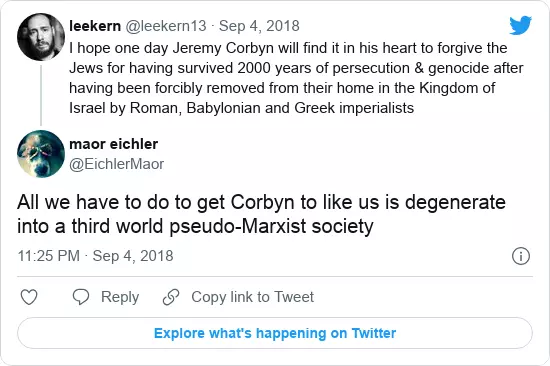 leekern @leekern13 · Sep 4, 2018
I hope one day Jeremy Corbyn will find it in his heart to forgive the
Jews for having survived 2000 years of persecution & genocide after
having been forcibly removed from their home in the Kingdom of
Israel by Roman, Babylonian and Greek imperialists
maor eichler
@EichlerMaor
All we have to do to get Corbyn to like us is degenerate
into a third world pseudo-Marxist society
11:25 PM · Sep 4, 2018
Reply Copy link to Tweet
Explore what's happening on Twitter